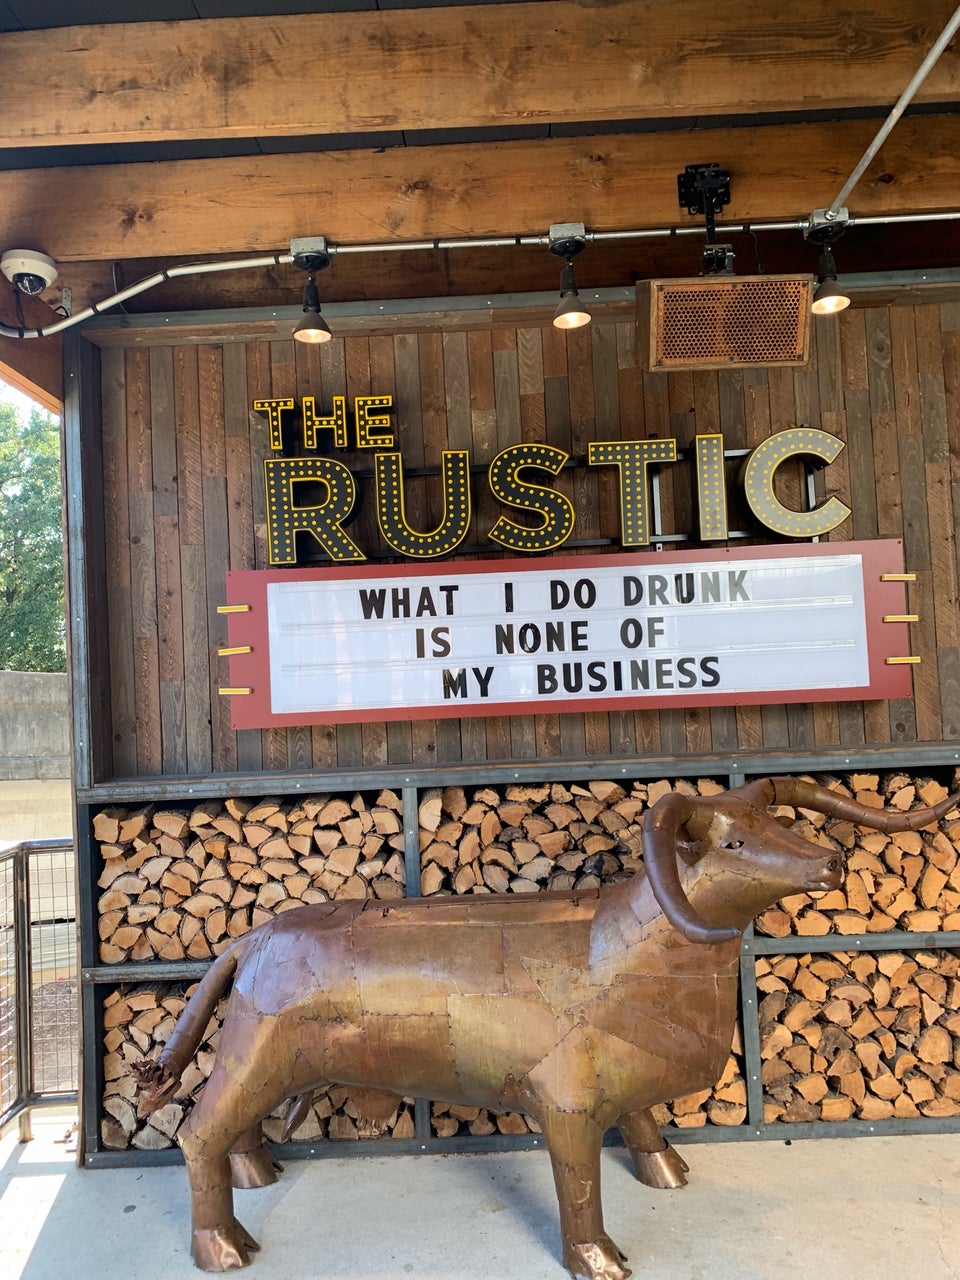 THE
RUSTIC
WHAT I DO DRUNK
IS NONE OF
MY BUSINESS